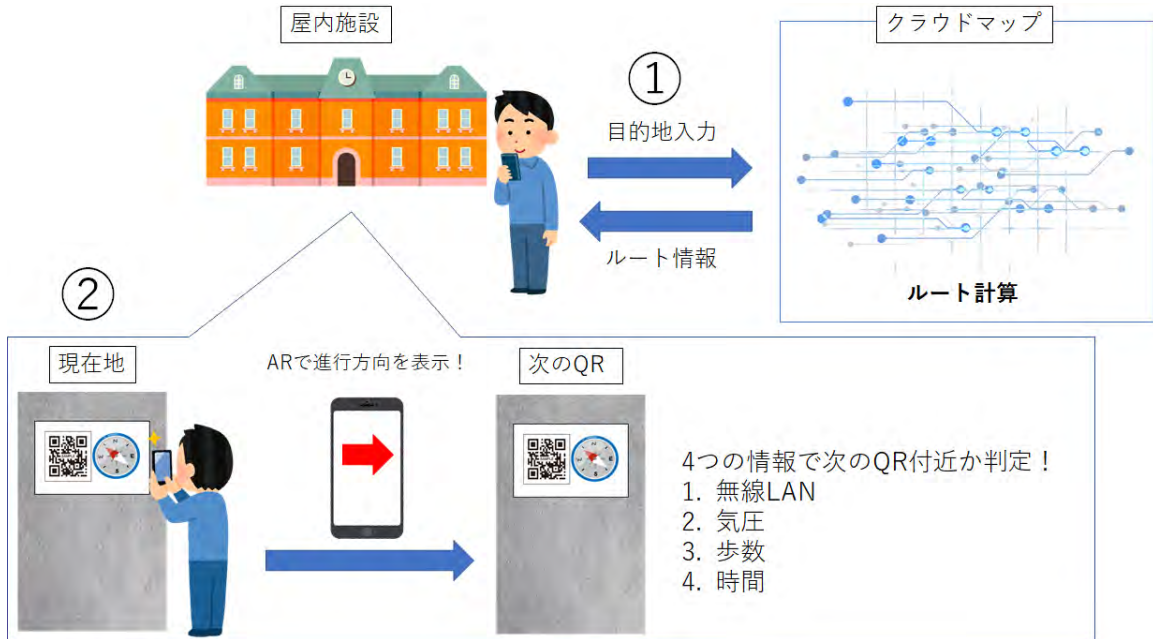 屋内施設
クラウドマップ
①
目的地入力
ルート情報
ルート計算
②
現在地
ARで進行方向を表示！
次のQR
4つの情報で次のQR付近か判定！
1. 無線LAN
2. 気圧
3. 歩数
4. 時間